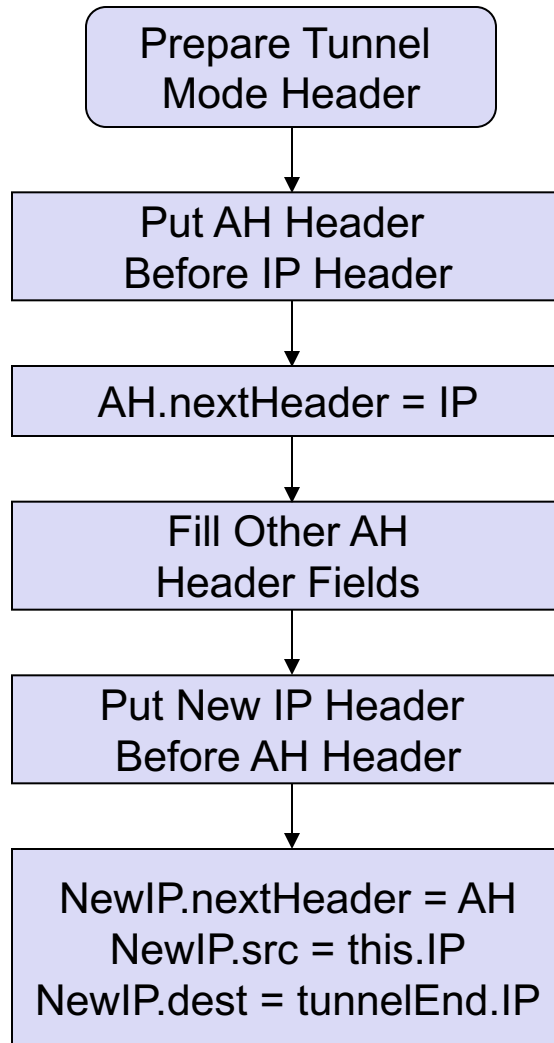 Prepare Tunnel
Mode Header
Put AH Header
Before IP Header
AH.nextHeader = IP
Fill Other AH
Header Fields
Put New IP Header
Before AH Header
NewIP.nextHeader = AH
NewIP.src = this.IP
NewIP.dest = tunnelEnd.IP